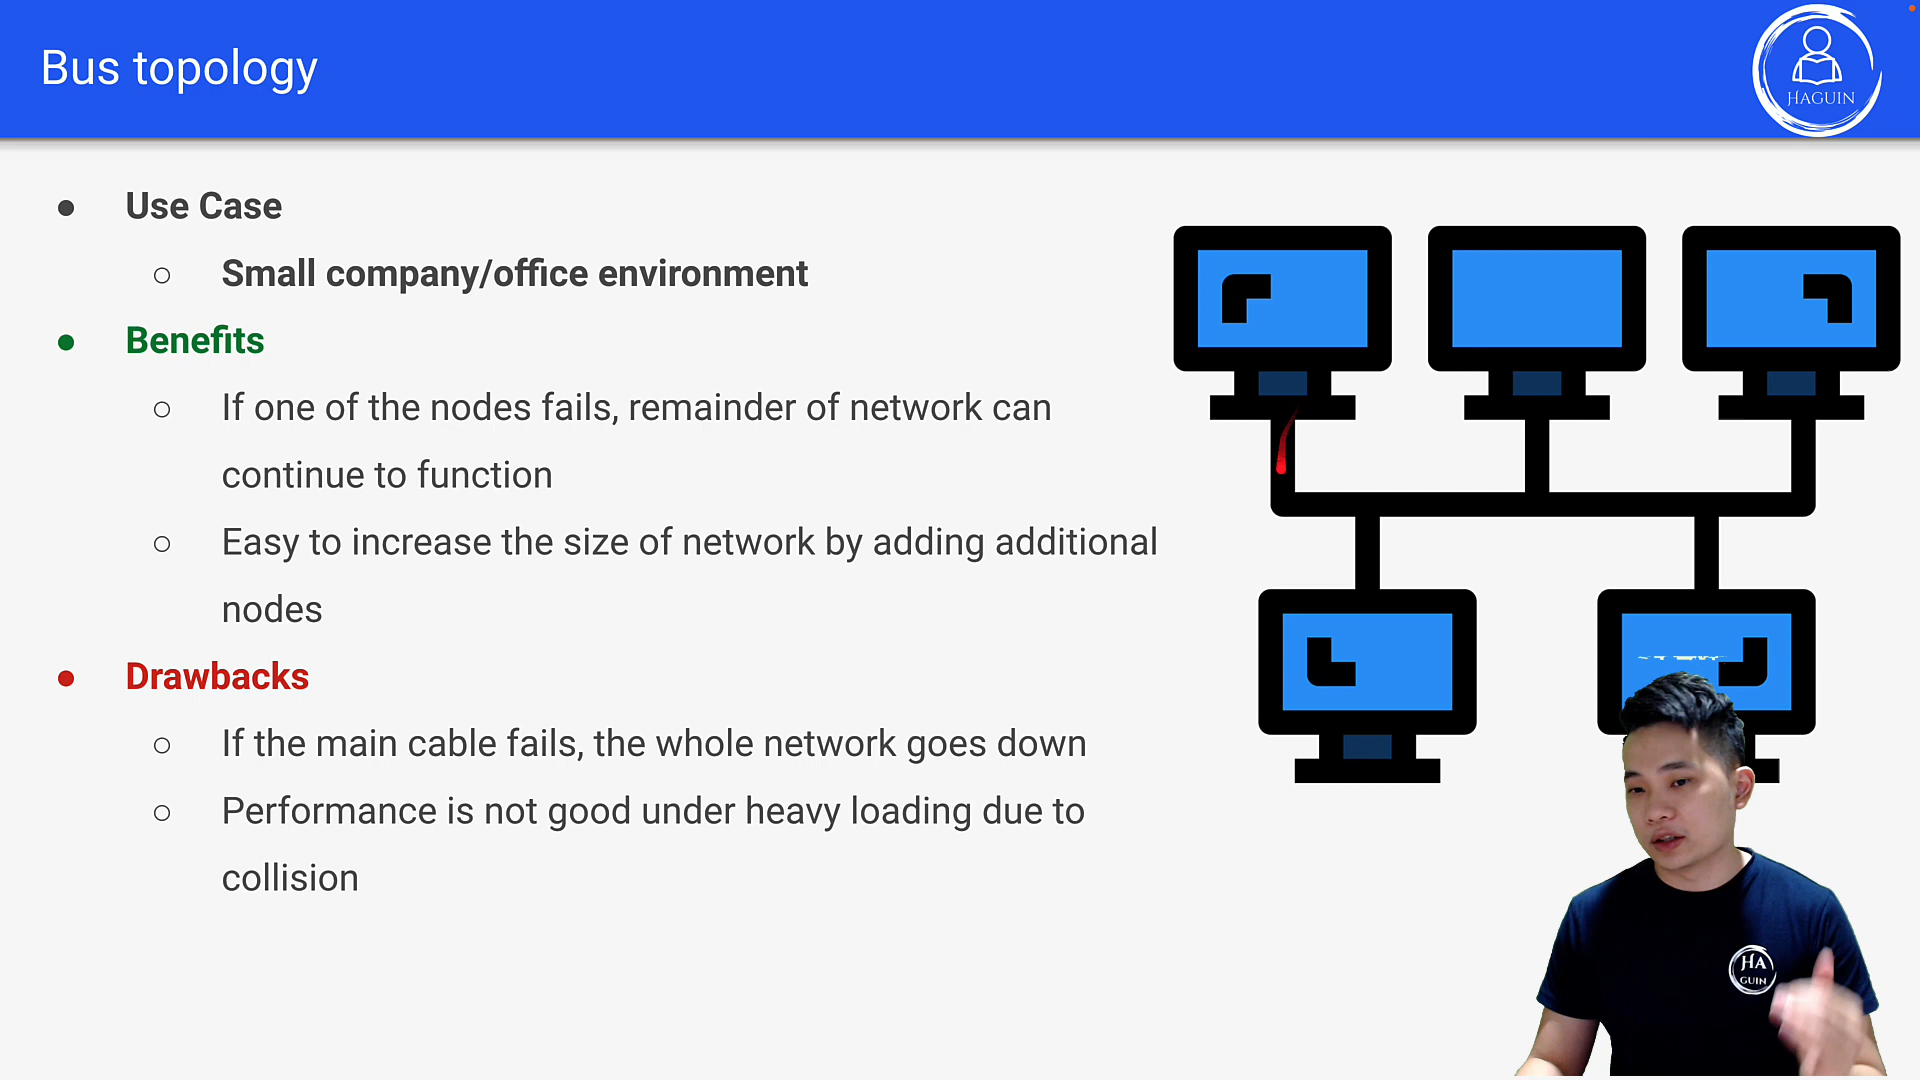 Bus topology
HAGUIN
● Use Case
○ Small company/office environment
● Benefits
○ If one of the nodes fails, remainder of network can
continue to function
○ Easy to increase the size of network by adding additional
nodes
● Drawbacks
○ If the main cable fails, the whole network goes down
○ Performance is not good under heavy loading due to
collision
HA
GUIN